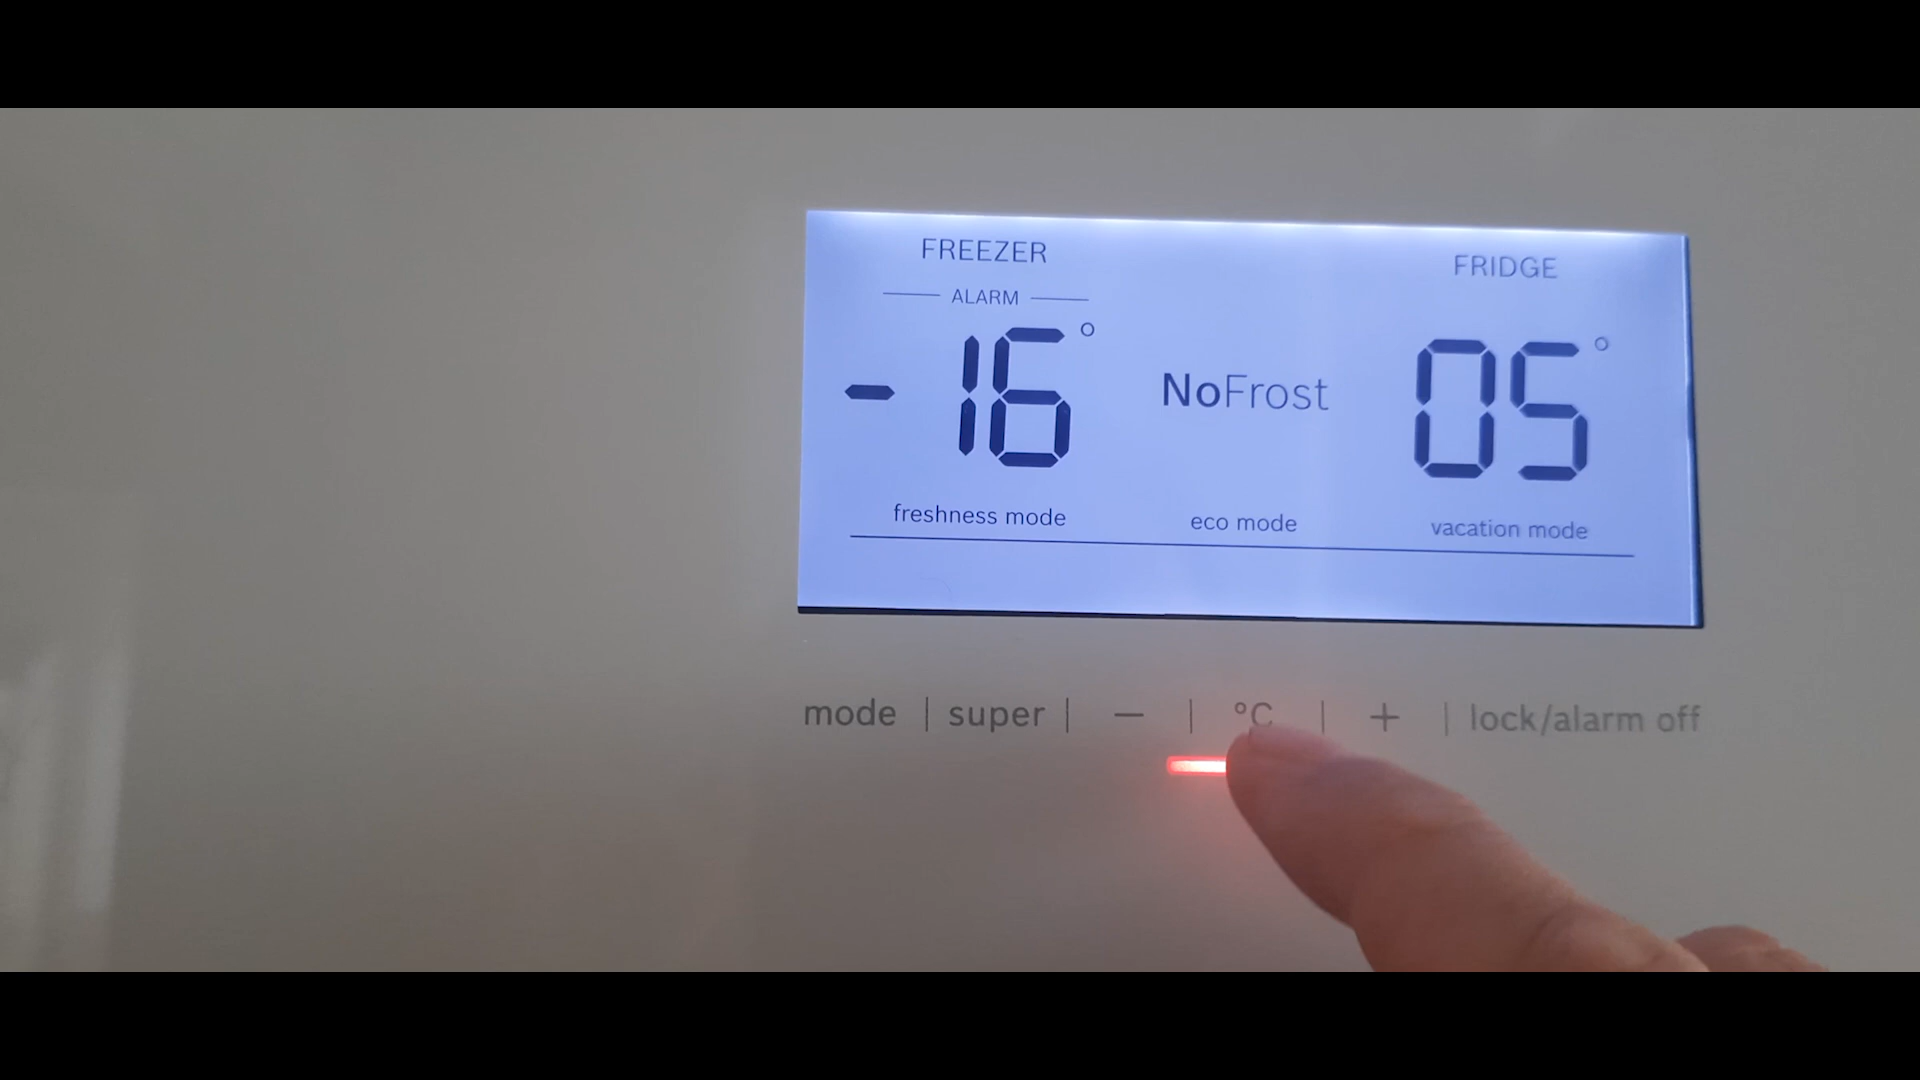 FREEZER FRIDGE
ALARM
-16° NoFrost 05°
freshness mode eco mode vacation mode
mode | super | − | °C | + | lock/alarm off